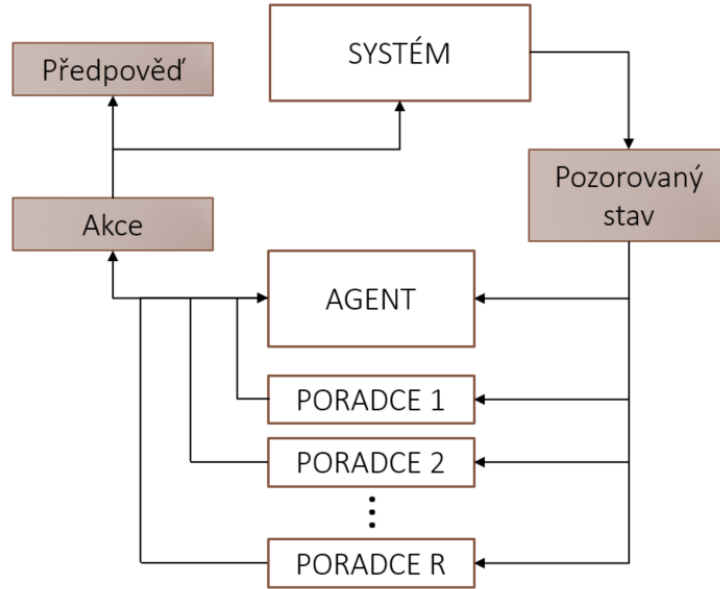 SYSTÉM
Předpověď
Pozorovaný
stav
Akce
AGENT
PORADCE 1
PORADCE 2
PORADCE R